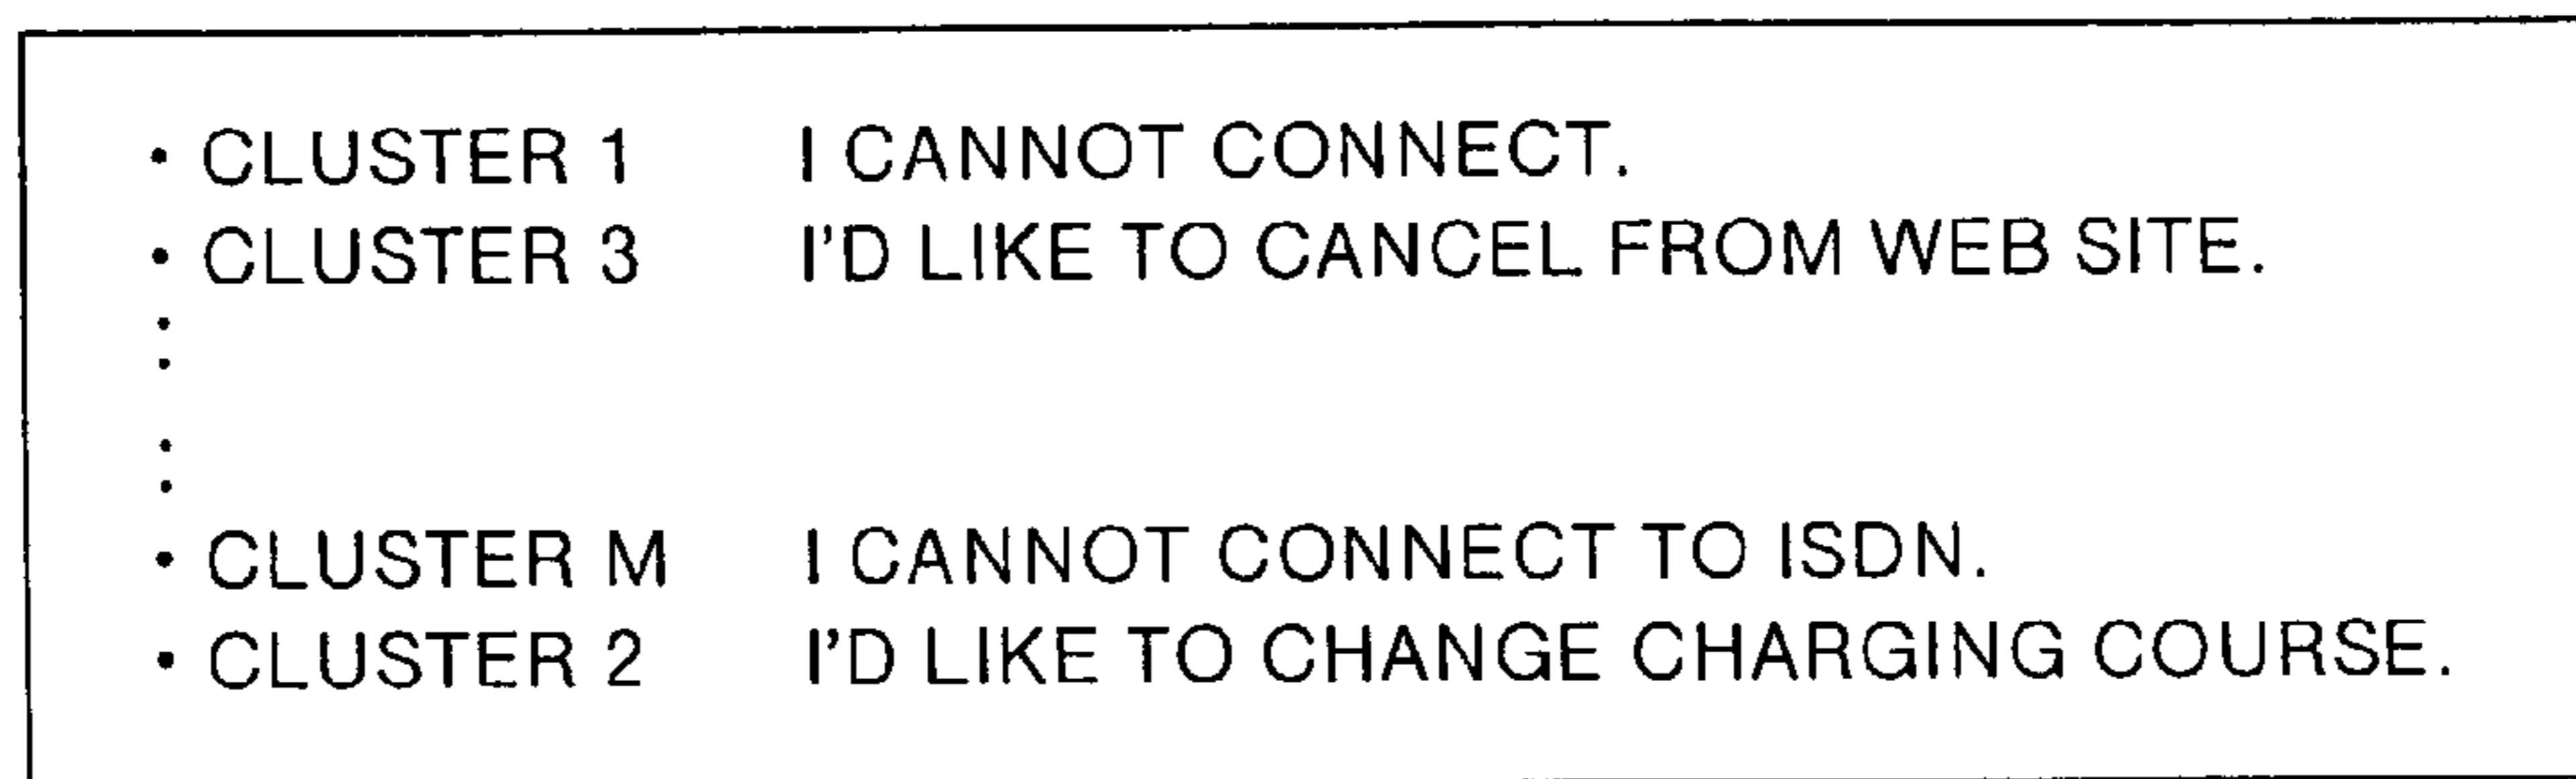 · CLUSTER 1 I CANNOT CONNECT.
· CLUSTER 3 I'D LIKE TO CANCEL FROM WEB SITE.
·
·
·
·
· CLUSTER M I CANNOT CONNECT TO ISDN.
· CLUSTER 2 I'D LIKE TO CHANGE CHARGING COURSE.